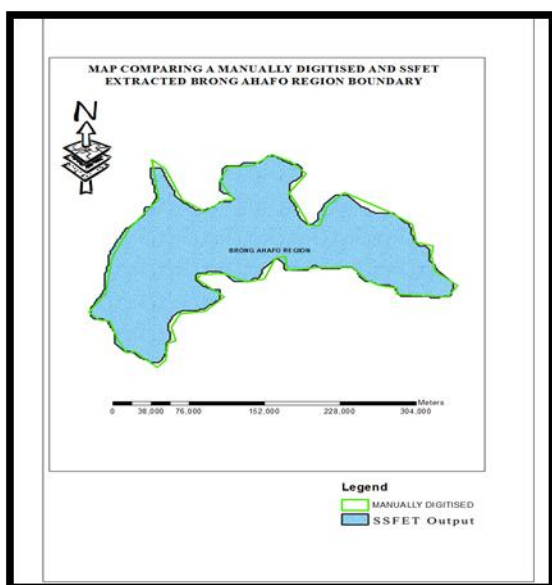 MAP COMPARING A MANUALLY DIGITISED AND SSFET
EXTRACTED BRONG AHAFO REGION BOUNDARY
N
BRONG AHAFO REGION
Meters
0 38,000 76,000 152,000 228,000 304,000
Legend
MANUALLY DIGITISED
SSFET Output